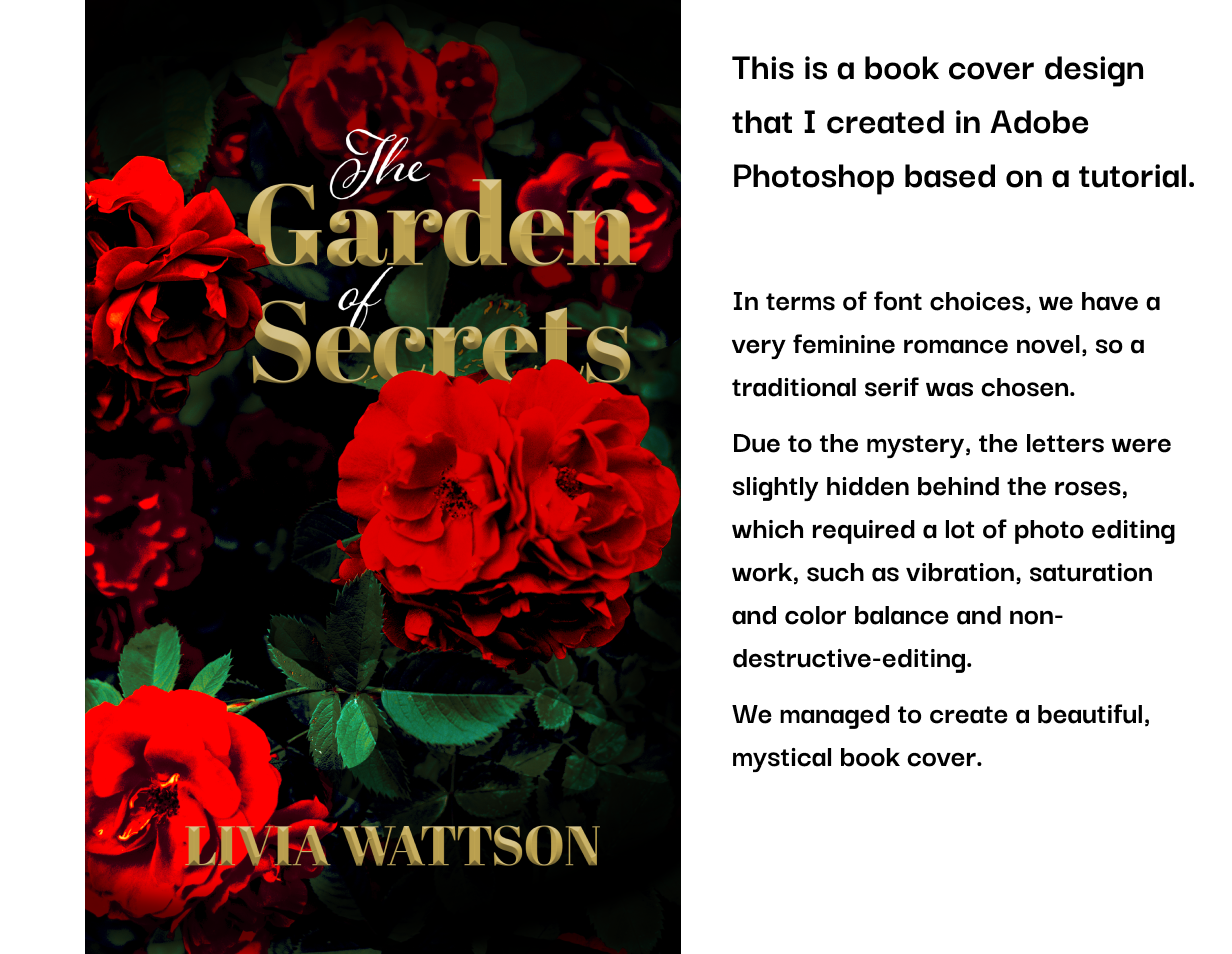 The
Garden
of
Secrets
LIVIA WATTSON
This is a book cover design
that I created in Adobe
Photoshop based on a tutorial.
In terms of font choices, we have a
very feminine romance novel, so a
traditional serif was chosen.
Due to the mystery, the letters were
slightly hidden behind the roses,
which required a lot of photo editing
work, such as vibration, saturation
and color balance and non-
destructive-editing.
We managed to create a beautiful,
mystical book cover.